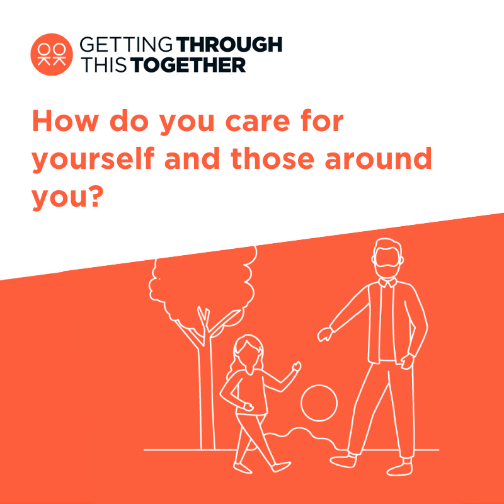 GETTING THROUGH
THIS TOGETHER
How do you care for
yourself and those around
you?